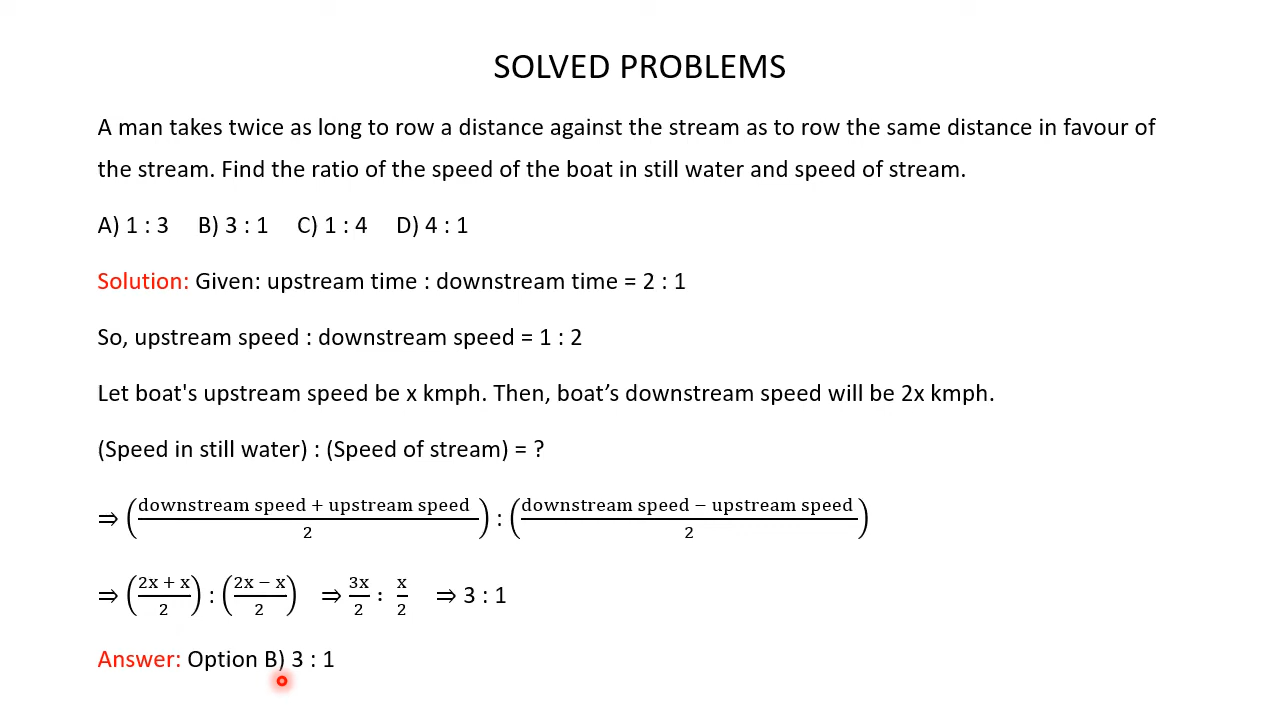 SOLVED PROBLEMS
A man takes twice as long to row a distance against the stream as to row the same distance in favour of
the stream. Find the ratio of the speed of the boat in still water and speed of stream.
A) 1 : 3 B) 3 : 1 C) 1 : 4 D) 4 : 1
Solution: Given: upstream time : downstream time = 2 : 1
So, upstream speed : downstream speed = 1 : 2
Let boat's upstream speed be x kmph. Then, boat’s downstream speed will be 2x kmph.
(Speed in still water) : (Speed of stream) = ?
⇒ (downstream speed + upstream speed / 2) : (downstream speed − upstream speed / 2)
⇒ (2x + x / 2) : (2x − x / 2) ⇒ 3x/2 : x/2 ⇒ 3 : 1
Answer: Option B) 3 : 1